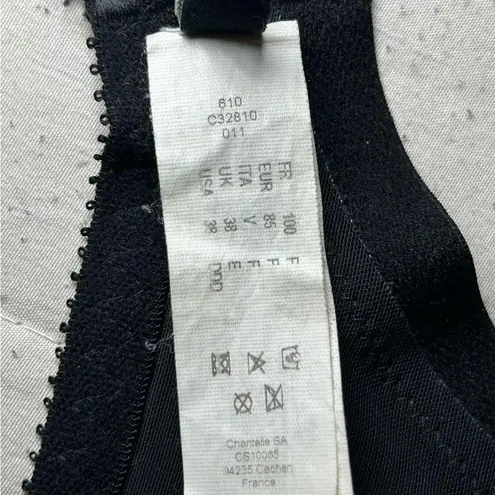 610
C32810
011
FR 100 F
EUR 85 F
ITA V F
UK 38 E
USA 38 DDD
Chantelle SA
CS10065
94235 Cachan
France